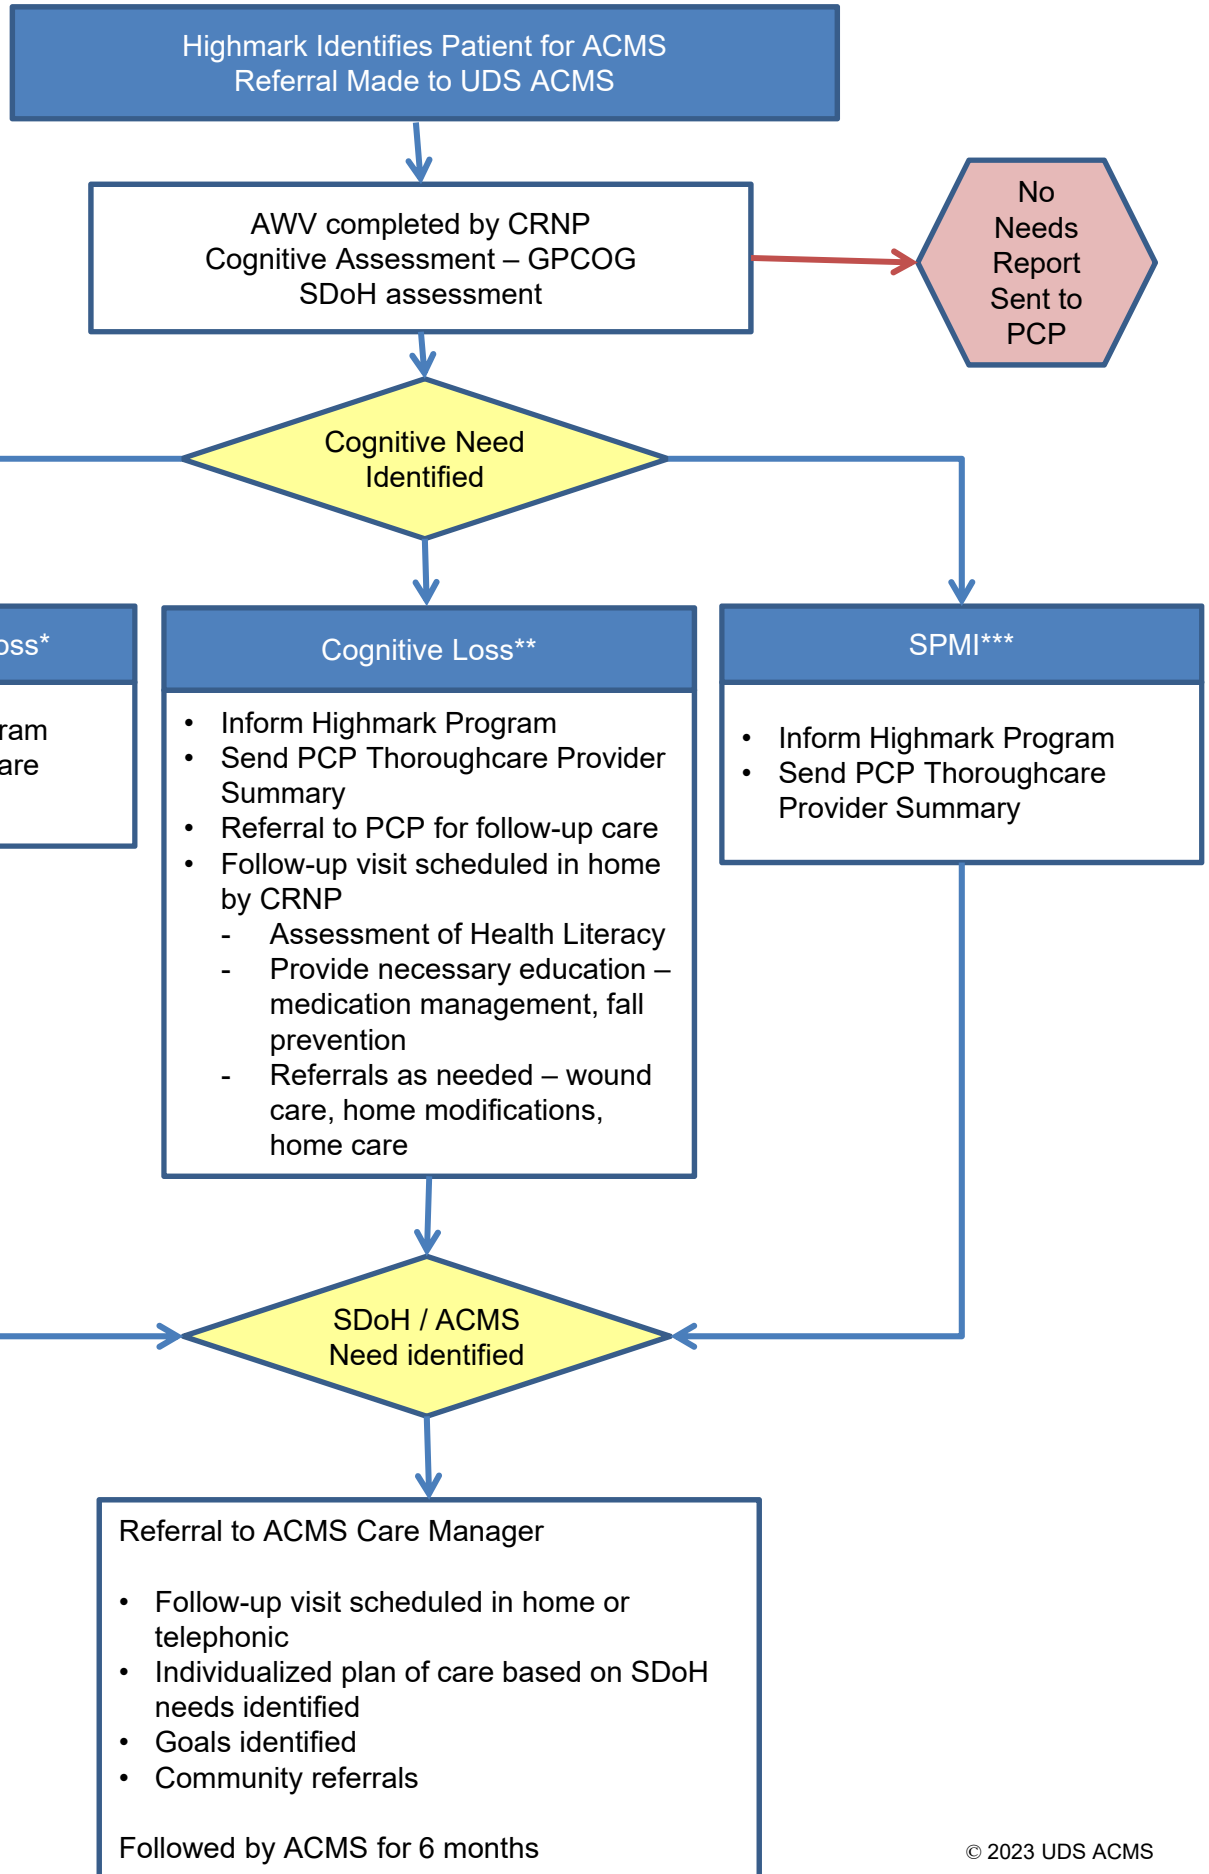 Highmark Identifies Patient for ACMS
Referral Made to UDS ACMS
AWV completed by CRNP
Cognitive Assessment – GPCOG
SDoH assessment
No
Needs
Report
Sent to
PCP
Cognitive Need
Identified
oss*
ram
are
Cognitive Loss**
• Inform Highmark Program
• Send PCP Thoroughcare Provider
Summary
• Referral to PCP for follow-up care
• Follow-up visit scheduled in home
by CRNP
- Assessment of Health Literacy
- Provide necessary education –
medication management, fall
prevention
- Referrals as needed – wound
care, home modifications,
home care
SPMI***
• Inform Highmark Program
• Send PCP Thoroughcare
Provider Summary
SDoH / ACMS
Need identified
Referral to ACMS Care Manager
• Follow-up visit scheduled in home or
telephonic
• Individualized plan of care based on SDoH
needs identified
• Goals identified
• Community referrals
Followed by ACMS for 6 months
© 2023 UDS ACMS